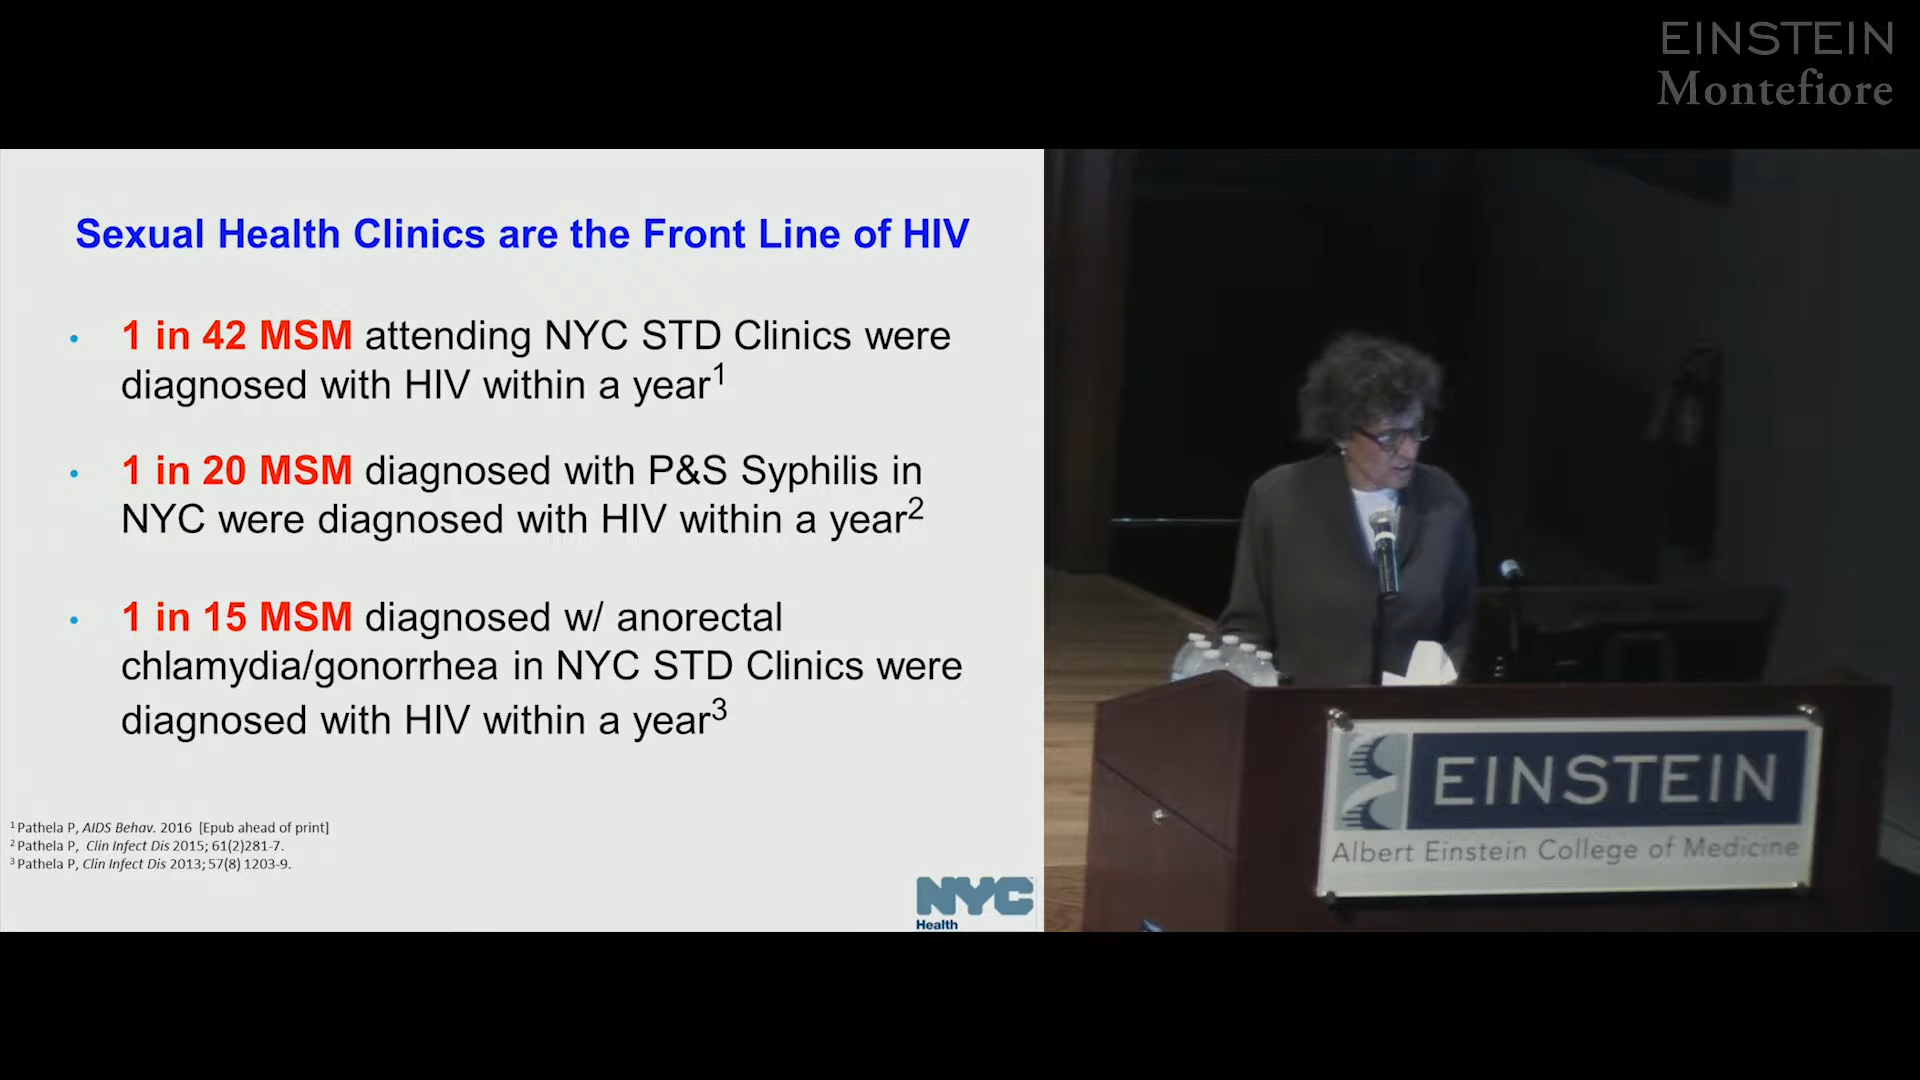 EINSTEIN
Montefiore
Sexual Health Clinics are the Front Line of HIV
• 1 in 42 MSM attending NYC STD Clinics were
diagnosed with HIV within a year1
• 1 in 20 MSM diagnosed with P&S Syphilis in
NYC were diagnosed with HIV within a year2
• 1 in 15 MSM diagnosed w/ anorectal
chlamydia/gonorrhea in NYC STD Clinics were
diagnosed with HIV within a year3
1 Pathela P, AIDS Behav. 2016 [Epub ahead of print]
2 Pathela P, Clin Infect Dis 2015; 61(2)281-7.
3 Pathela P, Clin Infect Dis 2013; 57(8) 1203-9.
NYC
Health
EINSTEIN
Albert Einstein College of Medicine